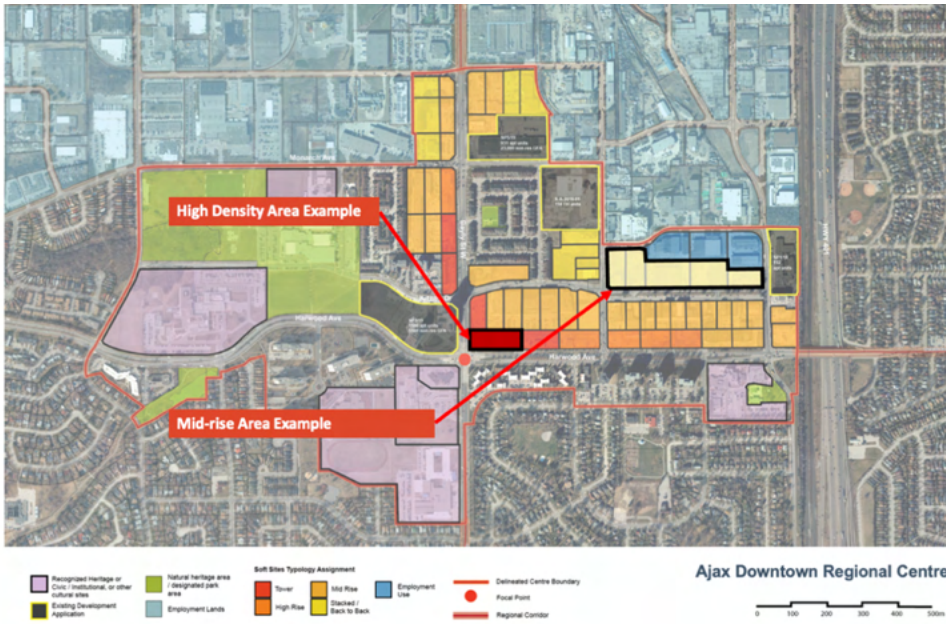 High Density Area Example
Mid-rise Area Example
Harwood Ave.
Harwood Ave.
Recognized Heritage or
Civic / Institutional, or other
cultural sites
Existing Development
Application
Natural heritage area
/ designated park
area
Employment Lands
Soft Sites Typology Assignment
Tower
High Rise
Mid Rise
Stacked /
Back to Back
Employment
Use
Delineated Centre Boundary
Focal Point
Regional Corridor
Ajax Downtown Regional Centre
0 100 200 300 400 500m